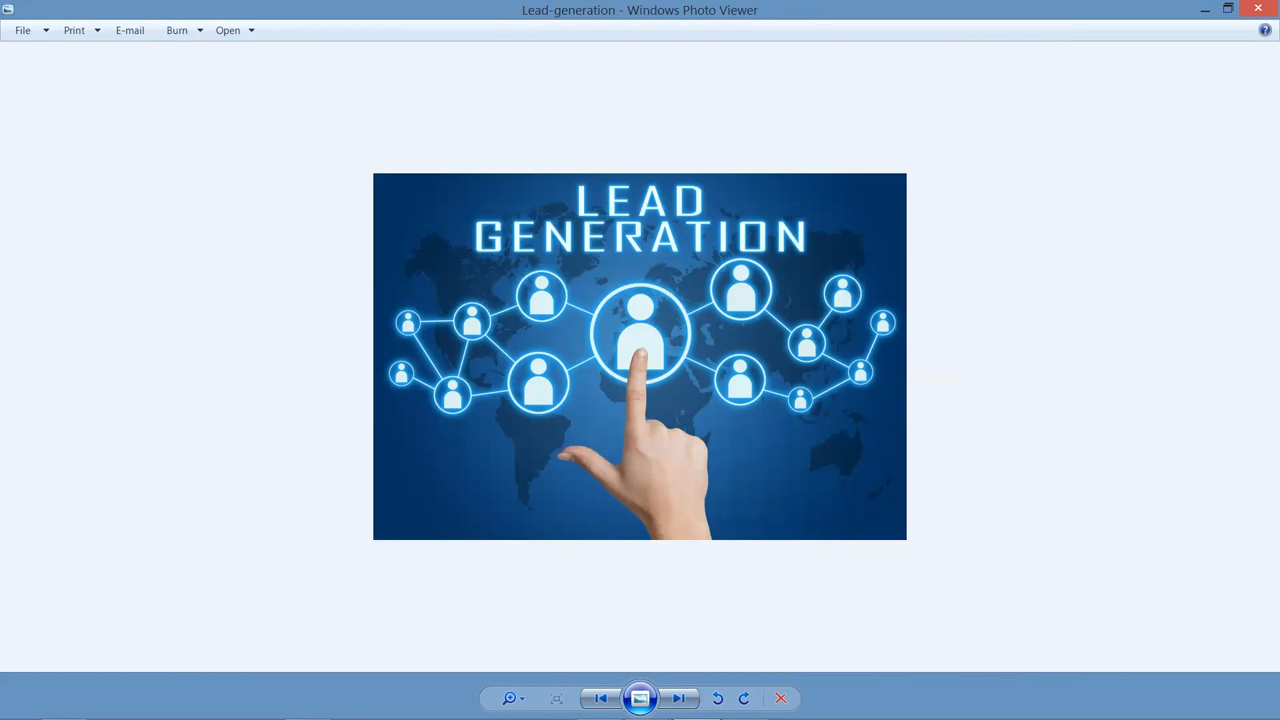 Lead-generation - Windows Photo Viewer
File Print E-mail Burn Open
LEAD
GENERATION